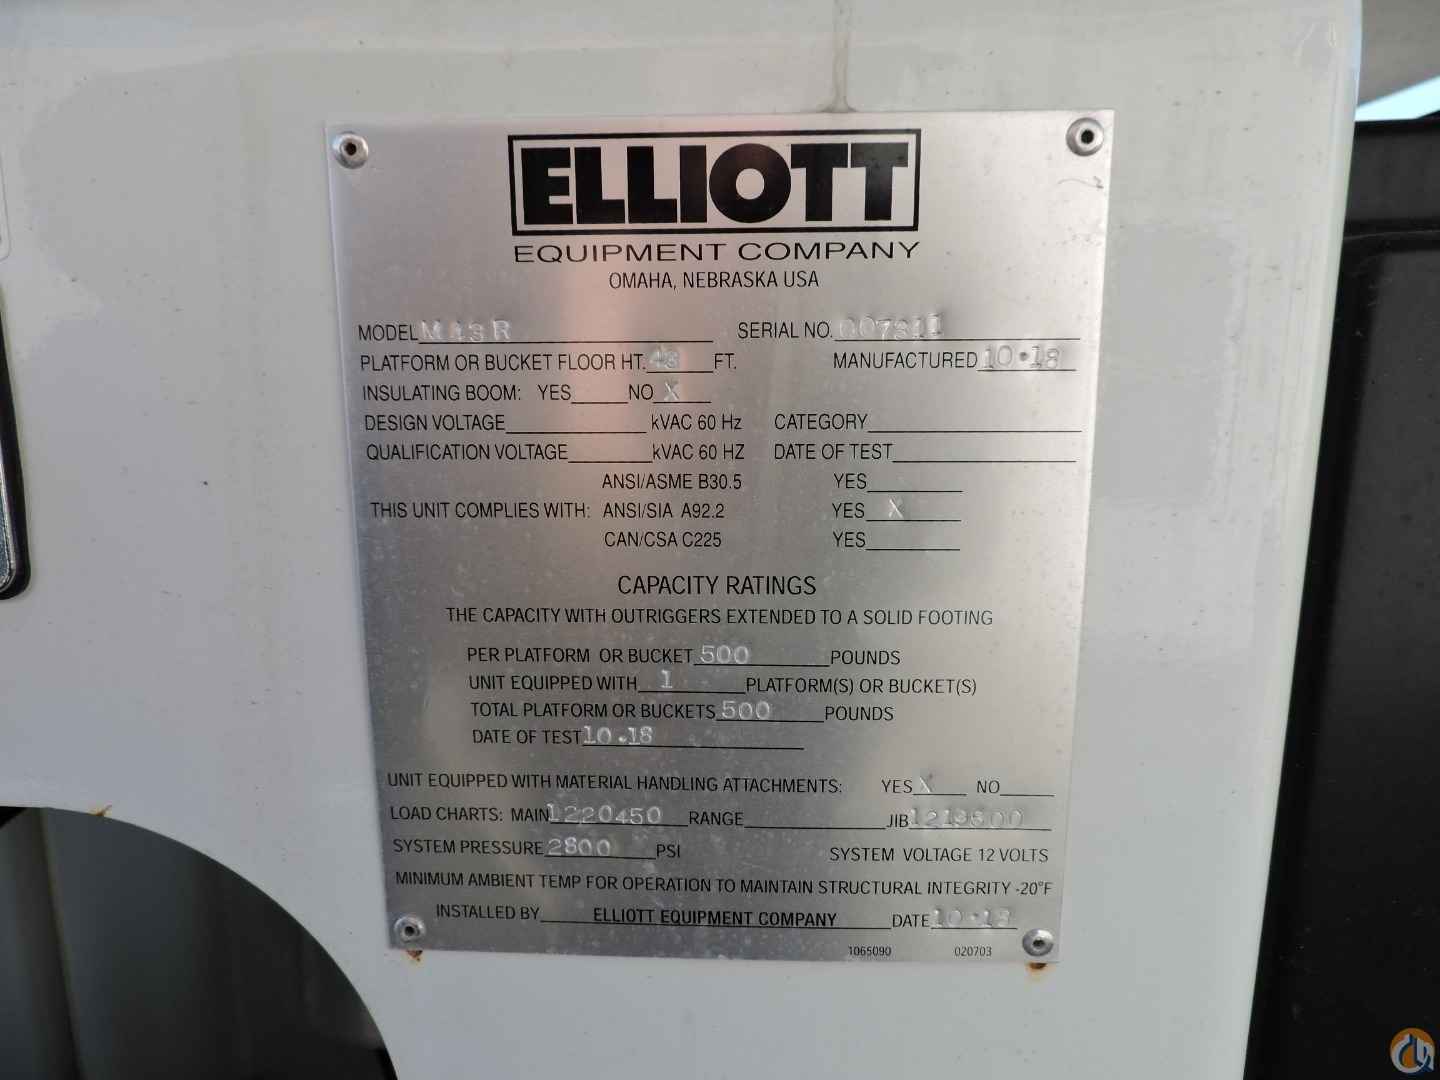 ELLIOTT
EQUIPMENT COMPANY
OMAHA, NEBRASKA USA
MODEL M43R SERIAL NO.
PLATFORM OR BUCKET FLOOR HT. 43 FT. MANUFACTURED 10·18
INSULATING BOOM: YES NO X
DESIGN VOLTAGE kVAC 60 Hz CATEGORY
QUALIFICATION VOLTAGE kVAC 60 HZ DATE OF TEST
ANSI/ASME B30.5 YES
THIS UNIT COMPLIES WITH: ANSI/SIA A92.2 YES X
CAN/CSA C225 YES
CAPACITY RATINGS
THE CAPACITY WITH OUTRIGGERS EXTENDED TO A SOLID FOOTING
PER PLATFORM OR BUCKET 500 POUNDS
UNIT EQUIPPED WITH 1 PLATFORM(S) OR BUCKET(S)
TOTAL PLATFORM OR BUCKETS 500 POUNDS
DATE OF TEST 10.18
UNIT EQUIPPED WITH MATERIAL HANDLING ATTACHMENTS: YES X NO
LOAD CHARTS: MAIN 1220450 RANGE JIB
SYSTEM PRESSURE 2800 PSI SYSTEM VOLTAGE 12 VOLTS
MINIMUM AMBIENT TEMP FOR OPERATION TO MAINTAIN STRUCTURAL INTEGRITY -20°F
INSTALLED BY ELLIOTT EQUIPMENT COMPANY DATE 10·18
1065090 020703